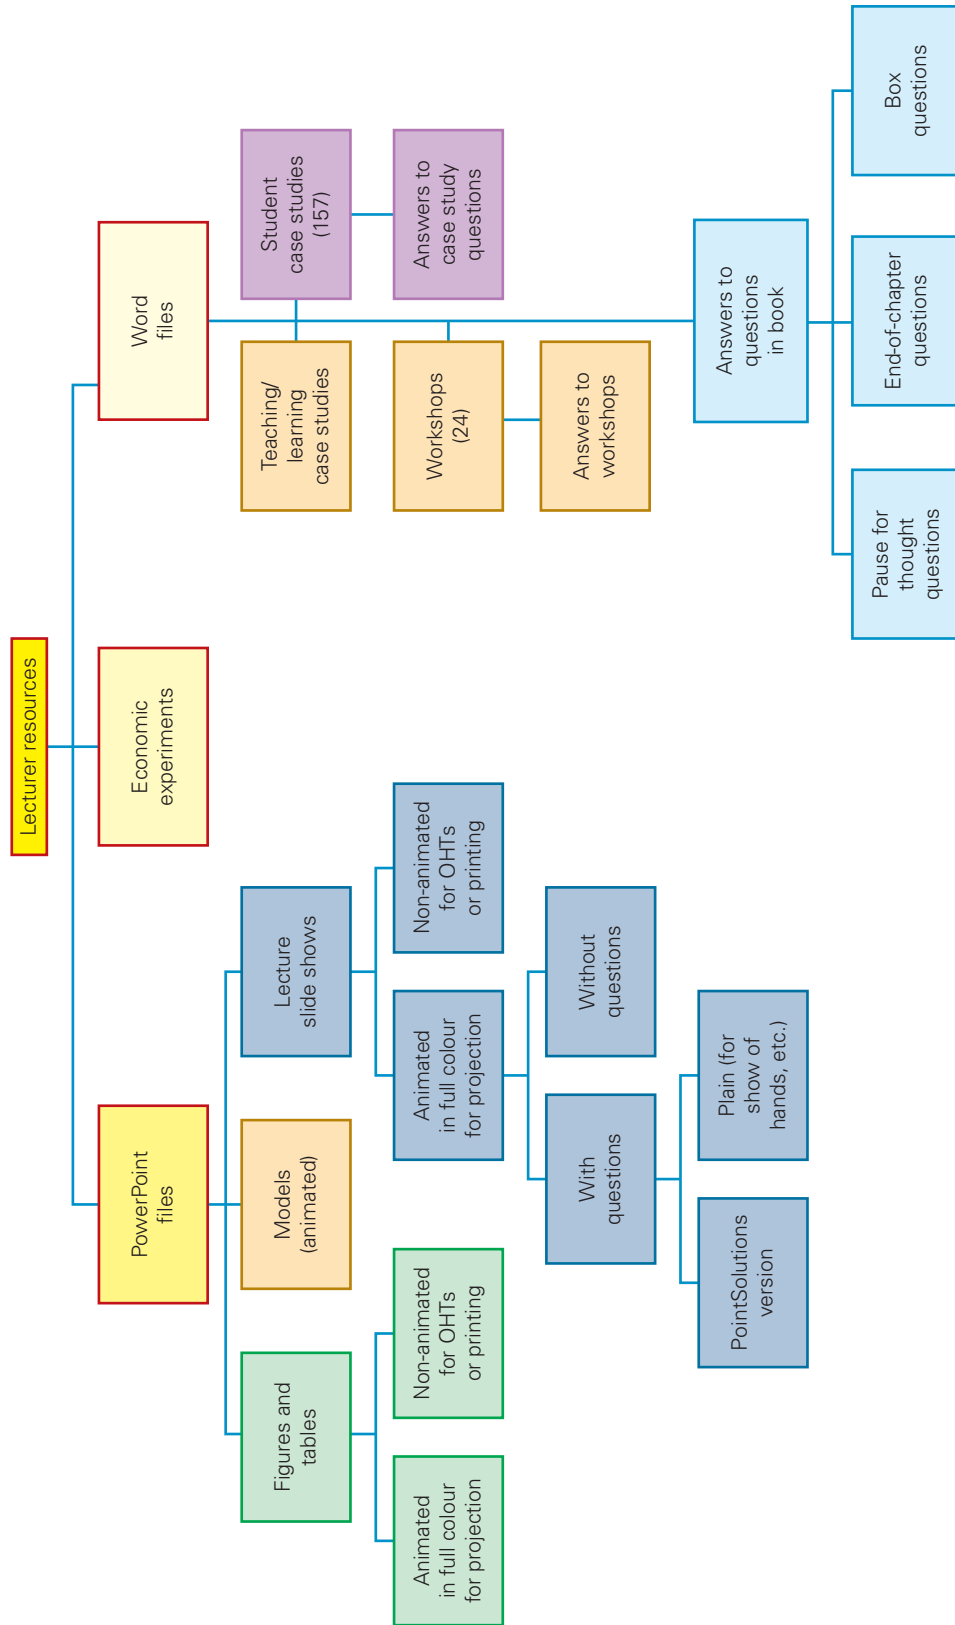 Lecturer resources
PowerPoint
files
Economic
experiments
Word
files
Figures and
tables
Models
(animated)
Lecture
slide shows
Teaching/
learning
case studies
Student
case studies
(157)
Animated
in full colour
for projection
Non-animated
for OHTs
or printing
Animated
in full colour
for projection
Non-animated
for OHTs
or printing
Workshops
(24)
Answers to
case study
questions
With
questions
Without
questions
Answers to
workshops
PointSolutions
version
Plain (for
show of
hands, etc.)
Answers to
questions
in book
Pause for
thought
questions
End-of-chapter
questions
Box
questions